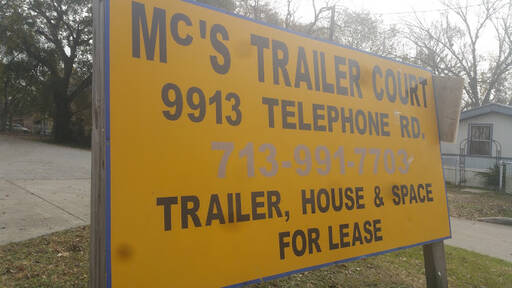 Mc's TRAILER COURT
9913 TELEPHONE RD.
713-991-7703
TRAILER, HOUSE & SPACE
FOR LEASE